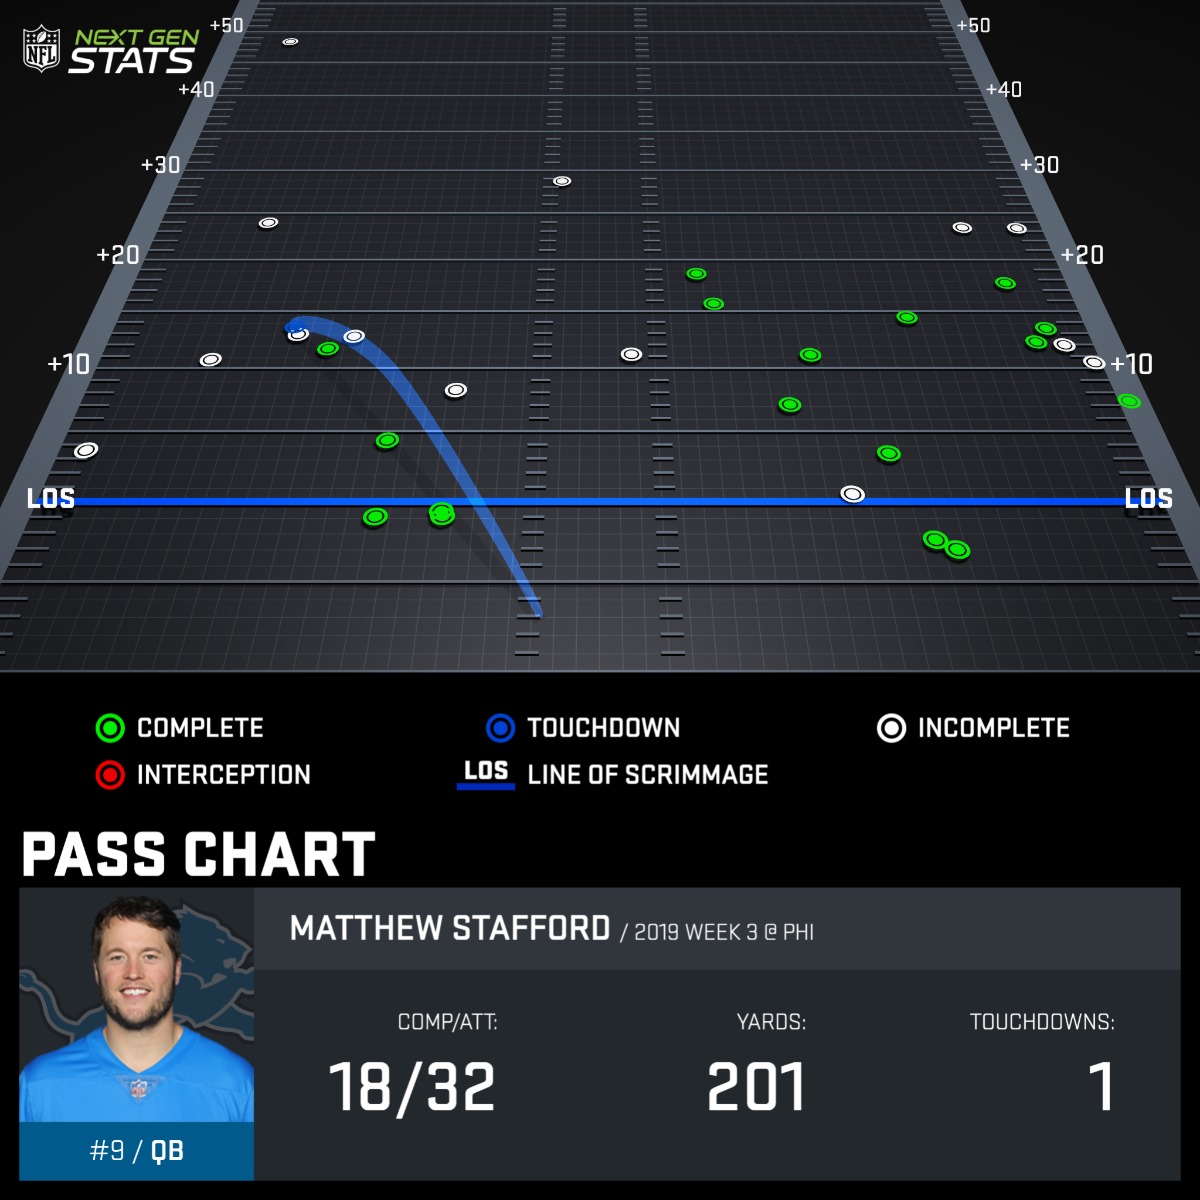 NFL NEXT GEN
STATS
+50 +50
+40 +40
+30 +30
+20 +20
+10 +10
LOS LOS
COMPLETE TOUCHDOWN INCOMPLETE
INTERCEPTION LOS LINE OF SCRIMMAGE
PASS CHART
MATTHEW STAFFORD / 2019 WEEK 3 @ PHI
COMP/ATT: YARDS: TOUCHDOWNS:
18/32 201 1
#9 / QB